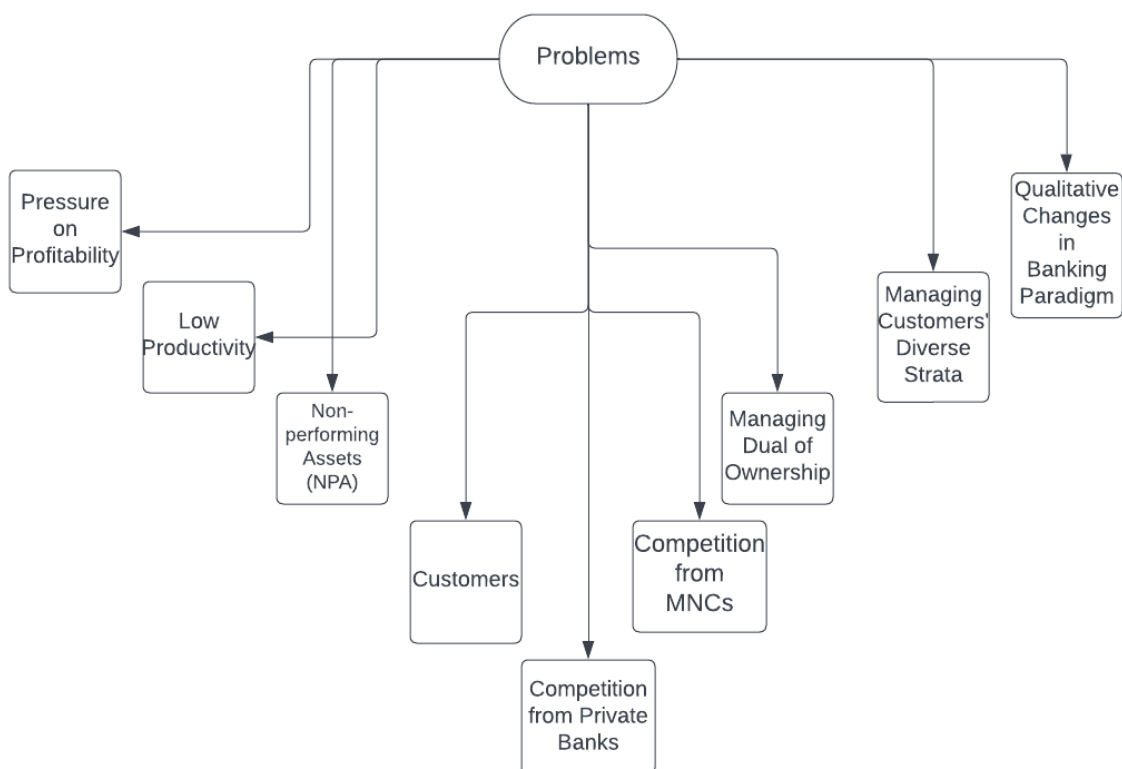 Problems
Pressure
on
Profitability
Low
Productivity
Non-
performing
Assets
(NPA)
Customers
Competition
from Private
Banks
Competition
from
MNCs
Managing
Dual of
Ownership
Managing
Customers'
Diverse
Strata
Qualitative
Changes
in
Banking
Paradigm